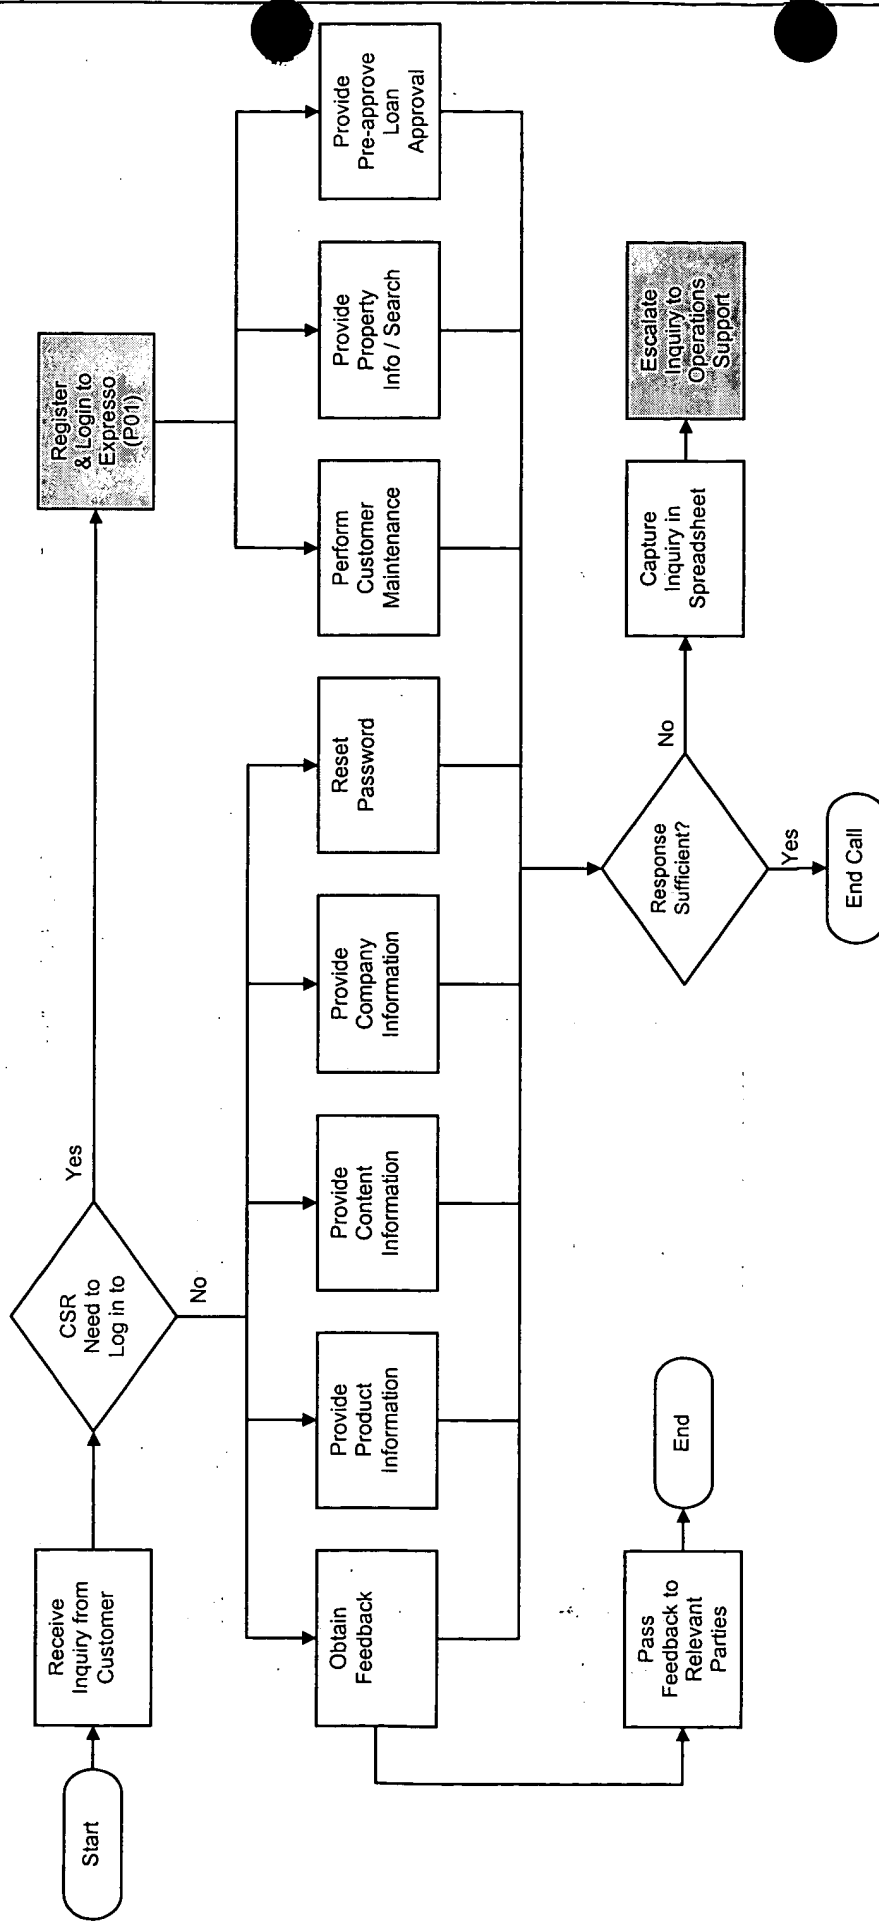 Start
Receive
Inquiry from
Customer
CSR
Need to
Log in to
Yes
No
Register
& Login to
Expresso
(P01)
Obtain
Feedback
Provide
Product
Information
Provide
Content
Information
Provide
Company
Information
Reset
Password
Perform
Customer
Maintenance
Provide
Property
Info / Search
Provide
Pre-approve
Loan
Approval
Pass
Feedback to
Relevant
Parties
End
Response
Sufficient?
No
Yes
Capture
Inquiry in
Spreadsheet
Escalate
Inquiry to
Operations
Support
End Call